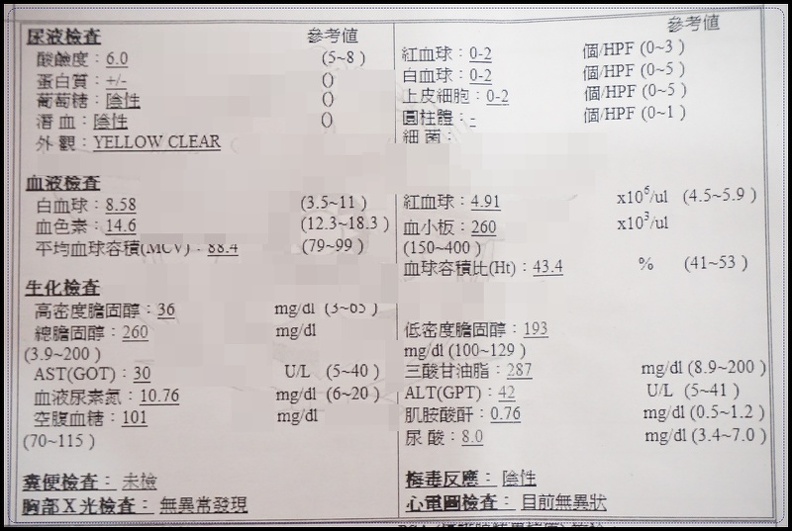 尿液檢查 參考值
酸鹼度：6.0 (5~8 )
蛋白質：+/- ()
葡萄糖：陰性 ()
潛 血：陰性 ()
外 觀：YELLOW CLEAR
參考值
紅血球：0-2 個/HPF (0~3 )
白血球：0-2 個/HPF (0~5 )
上皮細胞：0-2 個/HPF (0~5 )
圓柱體：- 個/HPF (0~1 )
細 菌：
血液檢查
白血球：8.58 (3.5~11 )
血色素：14.6 (12.3~18.3 )
平均血球容積(MCV)：88.4 (79~99 )
紅血球：4.91 x10⁶/ul (4.5~5.9 )
血小板：260 x10³/ul
(150~400 )
血球容積比(Ht)：43.4 % (41~53 )
生化檢查
高密度膽固醇：36 mg/dl (3~65 )
總膽固醇：260 mg/dl
(3.9~200 )
AST(GOT)：30 U/L (5~40 )
血液尿素氮：10.76 mg/dl (6~20 )
空腹血糖：101 mg/dl
(70~115 )
低密度膽固醇：193
mg/dl (100~129 )
三酸甘油脂：287 mg/dl (8.9~200 )
ALT(GPT)：42 U/L (5~41 )
肌胺酸酐：0.76 mg/dl (0.5~1.2 )
尿 酸：8.0 mg/dl (3.4~7.0 )
糞便檢查： 未檢
胸部Ｘ光檢查： 無異常發現
梅毒反應： 陰性
心電圖檢查： 目前無異狀